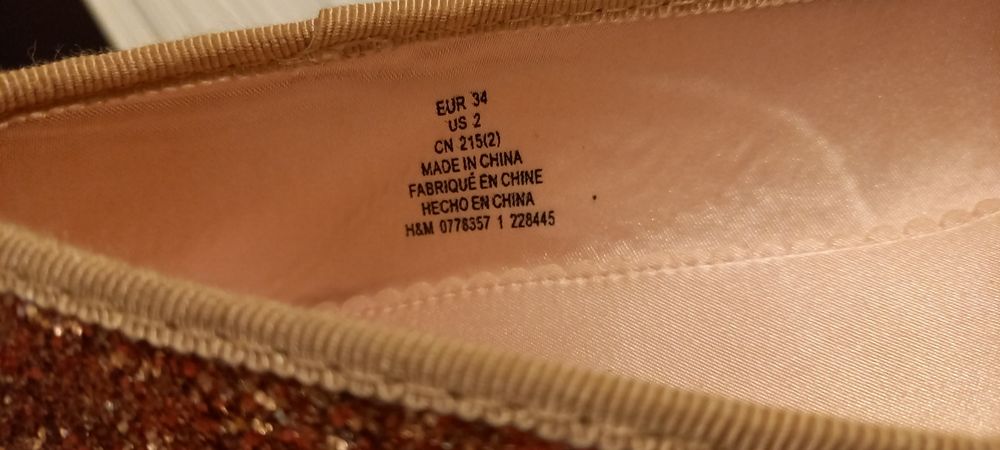 EUR 34
US 2
CN 215(2)
MADE IN CHINA
FABRIQUÉ EN CHINE
HECHO EN CHINA
H&M 0778357 1 228445